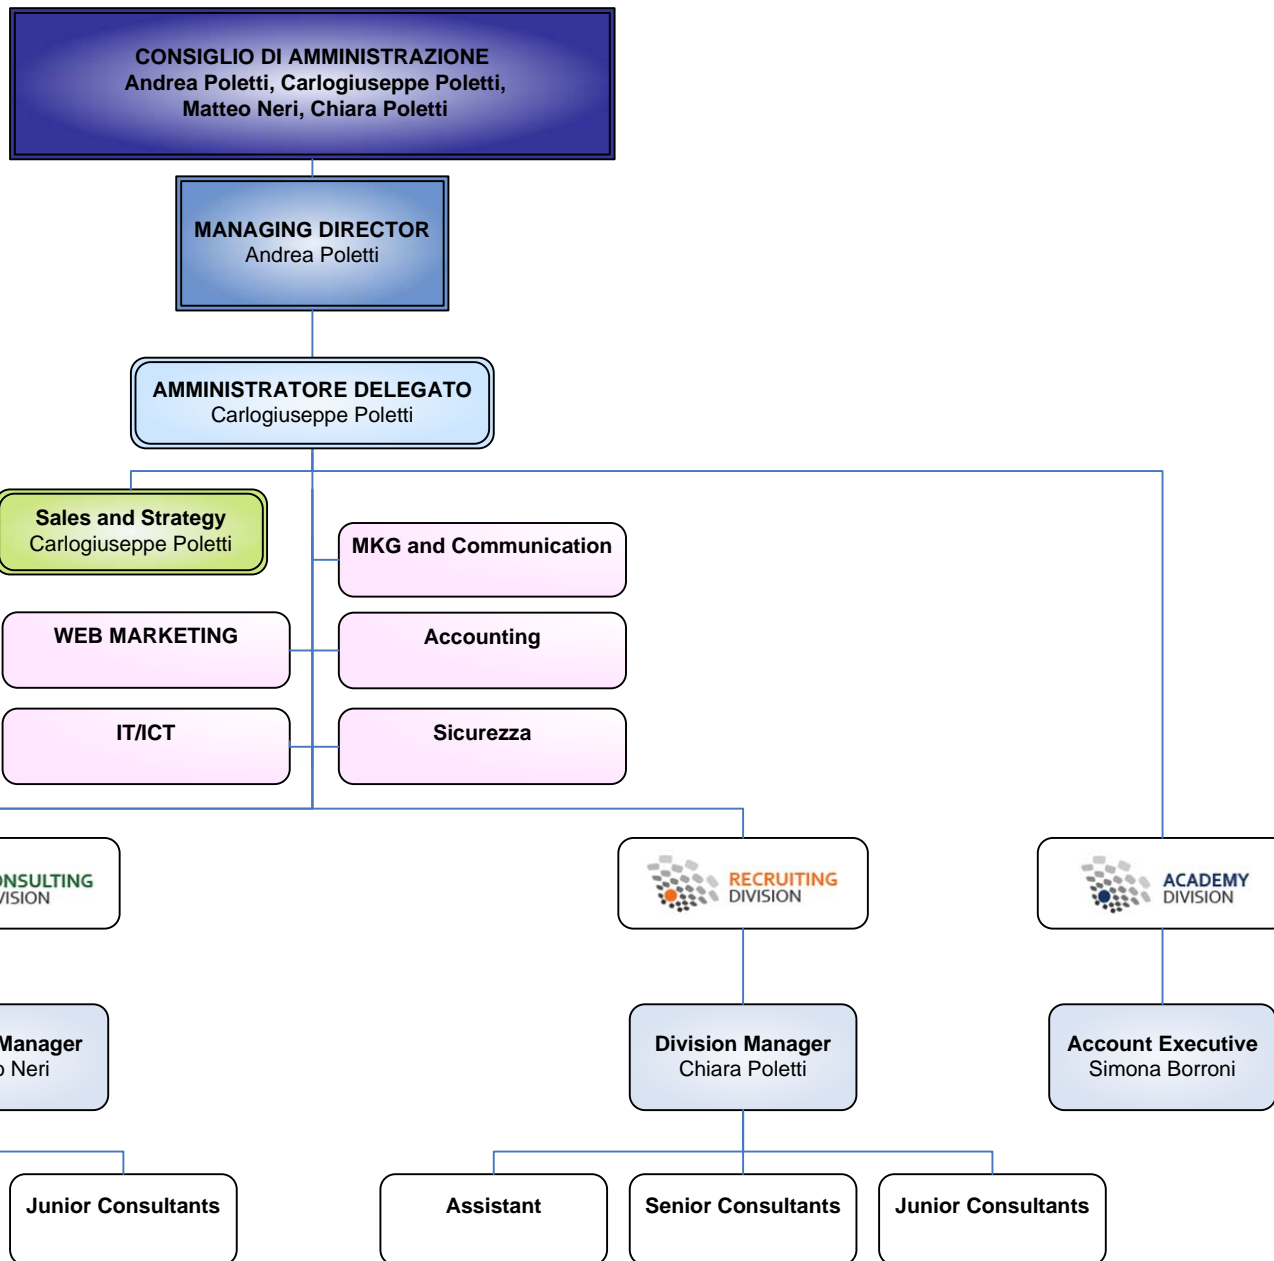 CONSIGLIO DI AMMINISTRAZIONE
Andrea Poletti, Carlogiuseppe Poletti,
Matteo Neri, Chiara Poletti
MANAGING DIRECTOR
Andrea Poletti
AMMINISTRATORE DELEGATO
Carlogiuseppe Poletti
Sales and Strategy
Carlogiuseppe Poletti
MKG and Communication
WEB MARKETING
Accounting
IT/ICT
Sicurezza
RECRUITING
DIVISION
ACADEMY
DIVISION
Manager
Neri
Division Manager
Chiara Poletti
Account Executive
Simona Borroni
Junior Consultants
Assistant
Senior Consultants
Junior Consultants